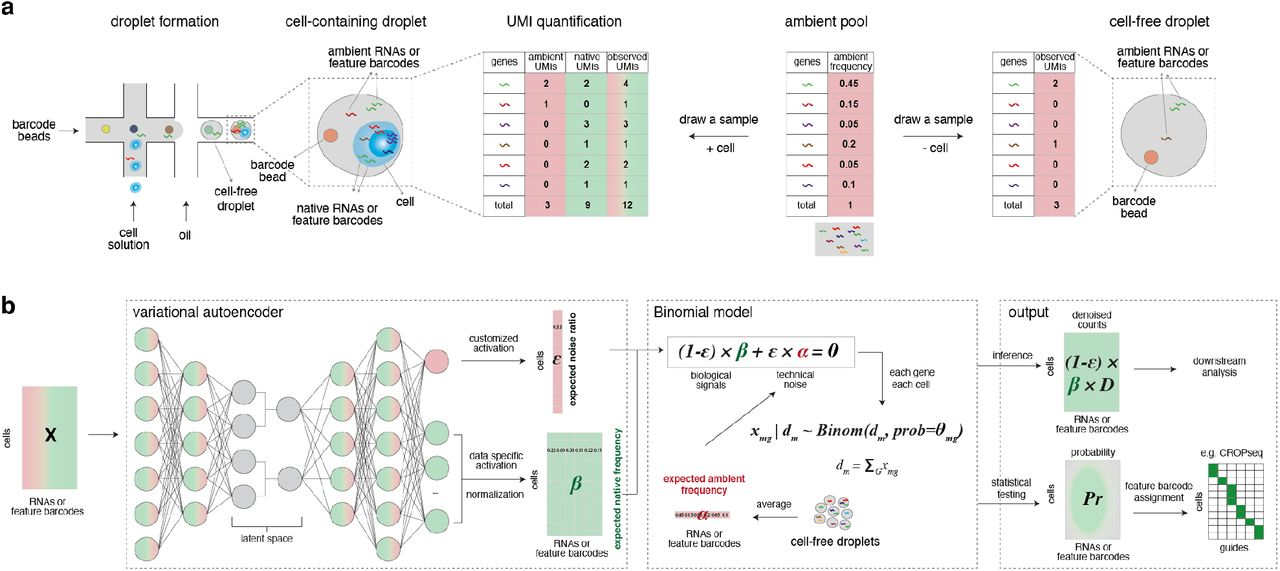 a
droplet formation
cell-containing droplet
UMI quantification
ambient pool
cell-free droplet
ambient RNAs or
feature barcodes
barcode
beads
cell-free
droplet
cell
solution
oil
barcode
bead
native RNAs or
feature barcodes
cell
genes ambient UMIs native UMIs observed UMIs
2 2 4
1 0 1
0 3 3
0 1 1
0 2 2
0 1 1
total 3 9 12
draw a sample
+ cell
genes ambient frequency
0.45
0.15
0.05
0.2
0.05
0.1
total 1
draw a sample
- cell
genes observed UMIs
2
0
0
1
0
0
total 3
ambient RNAs or
feature barcodes
barcode
bead
b
variational autoencoder
cells
X
RNAs or
feature barcodes
latent space
customized
activation
data specific
activation
normalization
cells
ε
expected noise ratio
cells
β
RNAs or
feature barcodes
expected native frequency
Binomial model
(1-ε) × β + ε × α = θ
biological
signals
technical
noise
each gene
each cell
x_mg | d_m ~ Binom(d_m, prob=θ_mg)
d_m = Σ_G x_mg
expected ambient
frequency
α
RNAs or
feature barcodes
average
cell-free droplets
output
inference
denoised
counts
cells
(1-ε) ×
β × D
RNAs or
feature barcodes
downstream
analysis
statistical
testing
probability
cells
Pr
RNAs or
feature barcodes
feature barcode
assignment
e.g. CROPseq
cells
guides